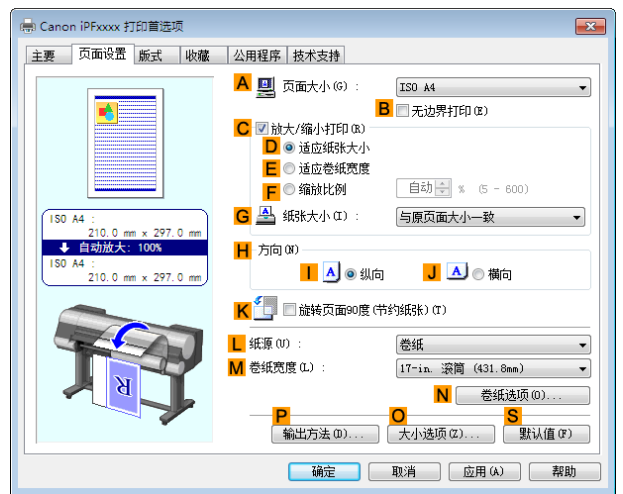 Canon iPFxxxx 打印首选项
主要 页面设置 版式 收藏 公用程序 技术支持
A 页面大小(G) : ISO A4
B 无边界打印(E)
C 放大/缩小打印(R)
D 适应纸张大小
E 适应卷纸宽度
F 缩放比例 自动 % (5 - 600)
ISO A4 :
210.0 mm x 297.0 mm
自动放大: 100%
ISO A4 :
210.0 mm x 297.0 mm
G A 纸张大小(I) : 与原页面大小一致
H 方向(N)
I A 纵向 J A 横向
K 旋转页面90度(节约纸张)(T)
L 纸源(U) : 卷纸
M 卷纸宽度(L) : 17-in. 滚筒 (431.8mm)
R
N 卷纸选项(O)...
P O S
输出方法(D)... 大小选项(Z)... 默认值(F)
确定 取消 应用(A) 帮助